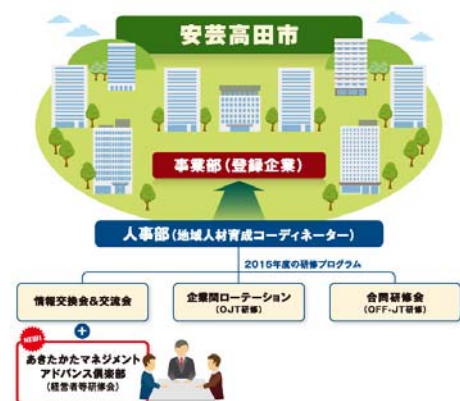 安芸高田市
事業部(登録企業)
人事部(地域人材育成コーディネーター)
2015年度の研修プログラム
情報交換会&交流会
企業間ローテーション
(OJT研修)
合同研修会
(OFF-JT研修)
+
NEW!
あきたかたマネジメント
アドバンス倶楽部
(経営者等研修会)